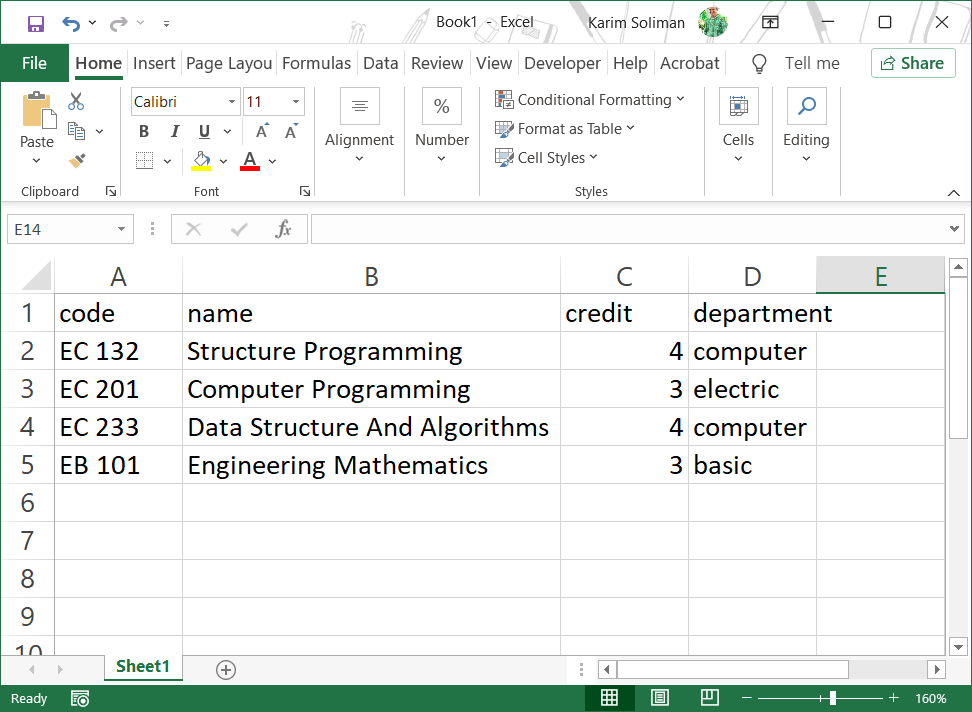 Book1 - Excel
Karim Soliman
File Home Insert Page Layou Formulas Data Review View Developer Help Acrobat Tell me Share
Calibri 11
Conditional Formatting
Format as Table
Cell Styles
B I U A A
A
%
Paste Alignment Number Cells Editing
Clipboard Font Styles
E14 fx
A B C D E
1 code name credit department
2 EC 132 Structure Programming 4 computer
3 EC 201 Computer Programming 3 electric
4 EC 233 Data Structure And Algorithms 4 computer
5 EB 101 Engineering Mathematics 3 basic
6
7
8
9
10
Sheet1
Ready 160%